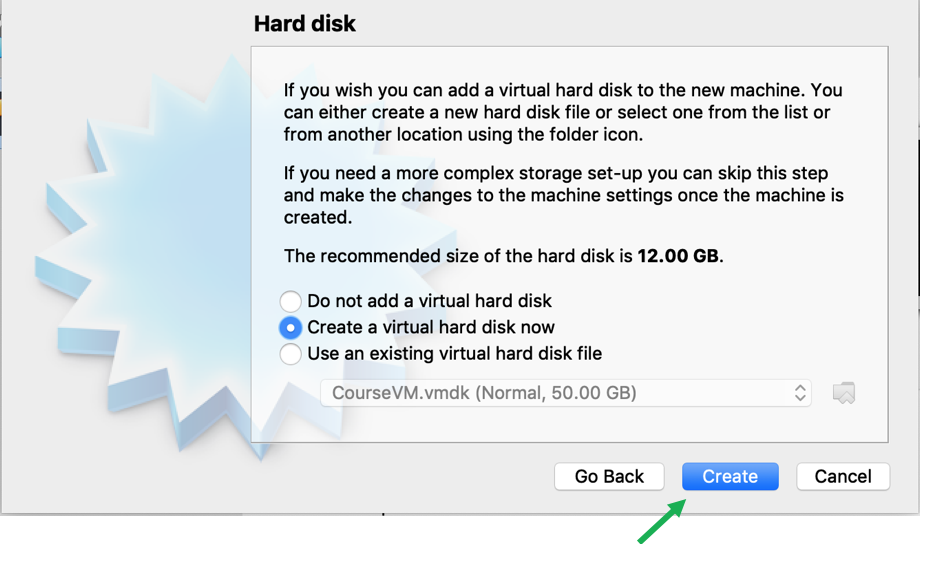 Hard disk
If you wish you can add a virtual hard disk to the new machine. You
can either create a new hard disk file or select one from the list or
from another location using the folder icon.
If you need a more complex storage set-up you can skip this step
and make the changes to the machine settings once the machine is
created.
The recommended size of the hard disk is 12.00 GB.
Do not add a virtual hard disk
Create a virtual hard disk now
Use an existing virtual hard disk file
CourseVM.vmdk (Normal, 50.00 GB)
Go Back Create Cancel